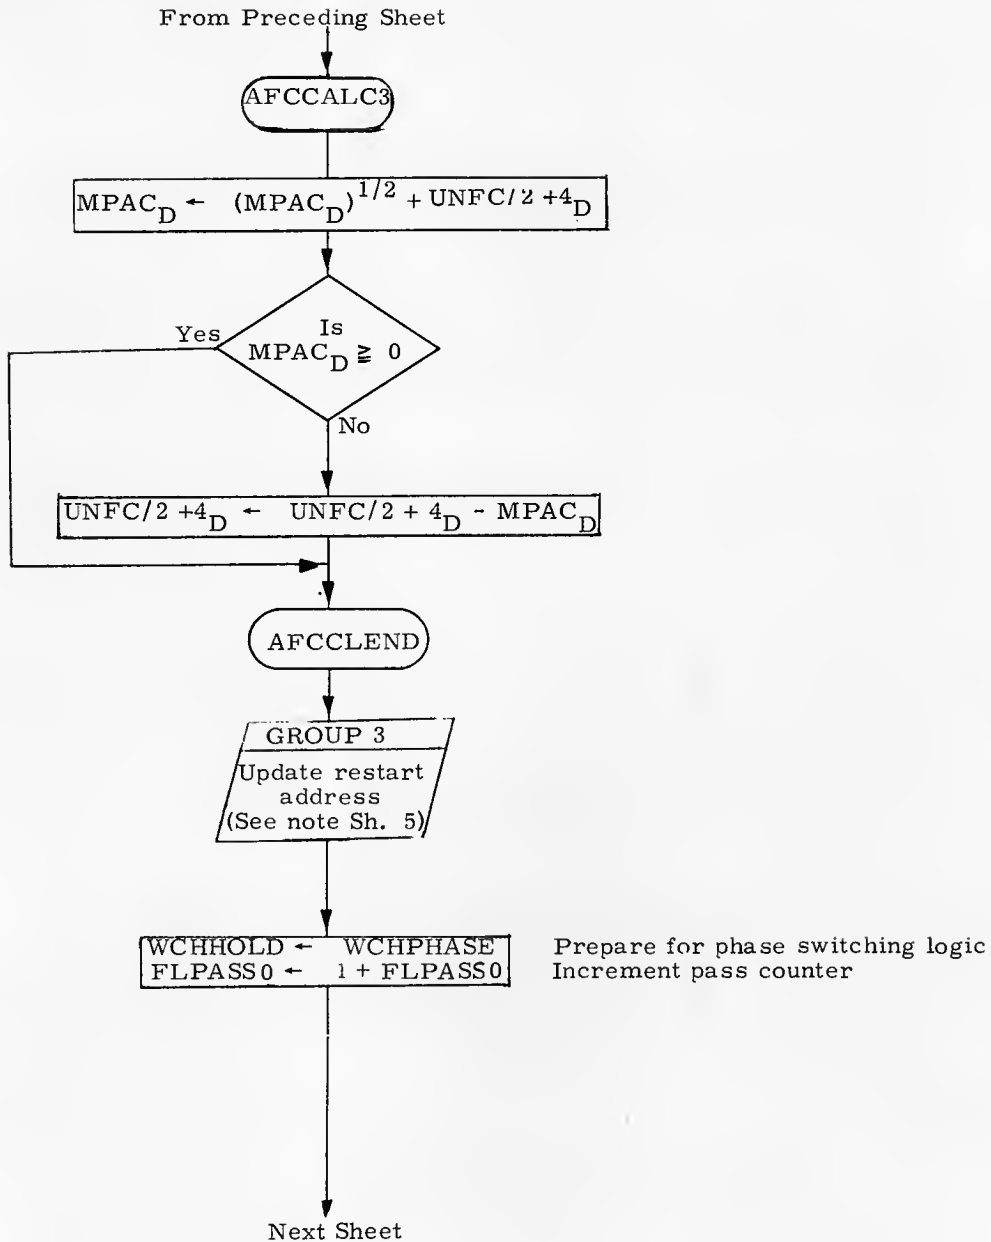 From Preceding Sheet
AFCCALC3
MPAC_D ← (MPAC_D)^1/2 + UNFC/2 +4_D
Yes
Is
MPAC_D ≧ 0
No
UNFC/2 +4_D ← UNFC/2 + 4_D - MPAC_D
AFCCLEND
GROUP 3
Update restart
address
(See note Sh. 5)
WCHHOLD ← WCHPHASE Prepare for phase switching logic
FLPASS0 ← 1 + FLPASS0 Increment pass counter
Next Sheet